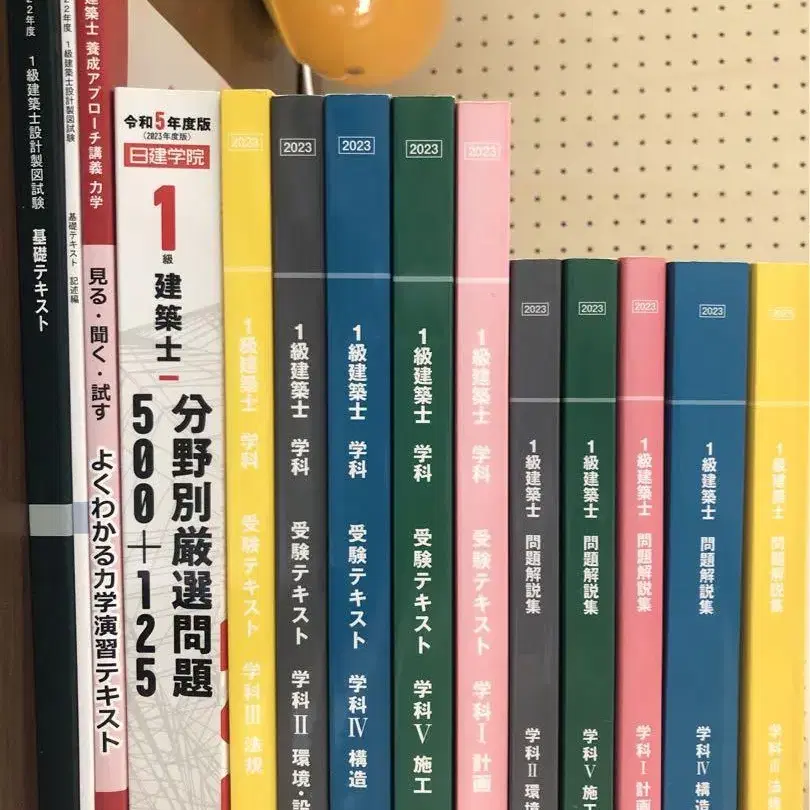 22年度 1級建築士設計製図試験 基礎テキスト
22年度 1級建築士設計製図試験 基礎テキスト 記述編
建築士 養成アプローチ講義 力学
見る・聞く・試す よくわかる力学演習テキスト
令和5年度版
(2023年度版)
日建学院
1級 建築士
分野別厳選問題
500+125
2023
1級建築士 学科 受験テキスト 学科Ⅲ 法規
2023
1級建築士 学科 受験テキスト 学科Ⅱ 環境・設
2023
1級建築士 学科 受験テキスト 学科Ⅳ 構造
2023
1級建築士 学科 受験テキスト 学科Ⅴ 施工
2023
1級建築士 学科 受験テキスト 学科Ⅰ 計画
2023
1級建築士 問題解説集 学科Ⅱ 環境
2023
1級建築士 問題解説集 学科Ⅴ 施工
2023
1級建築士 問題解説集 学科Ⅰ 計画
2023
1級建築士 問題解説集 学科Ⅳ 構造
2023
1級建築士 問題解説集 学科Ⅲ 法規